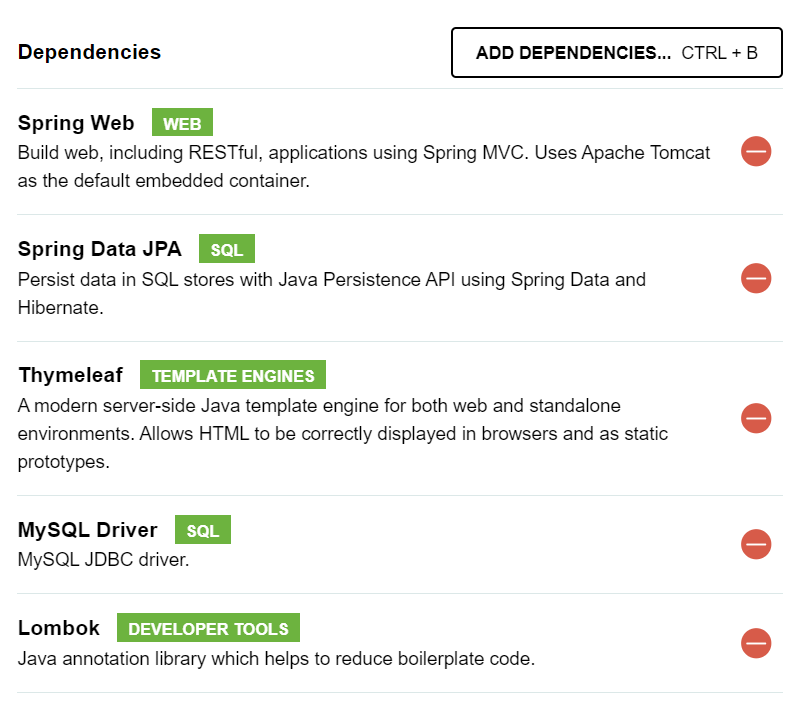 Dependencies
ADD DEPENDENCIES... CTRL + B
Spring Web WEB
Build web, including RESTful, applications using Spring MVC. Uses Apache Tomcat
as the default embedded container.
Spring Data JPA SQL
Persist data in SQL stores with Java Persistence API using Spring Data and
Hibernate.
Thymeleaf TEMPLATE ENGINES
A modern server-side Java template engine for both web and standalone
environments. Allows HTML to be correctly displayed in browsers and as static
prototypes.
MySQL Driver SQL
MySQL JDBC driver.
Lombok DEVELOPER TOOLS
Java annotation library which helps to reduce boilerplate code.